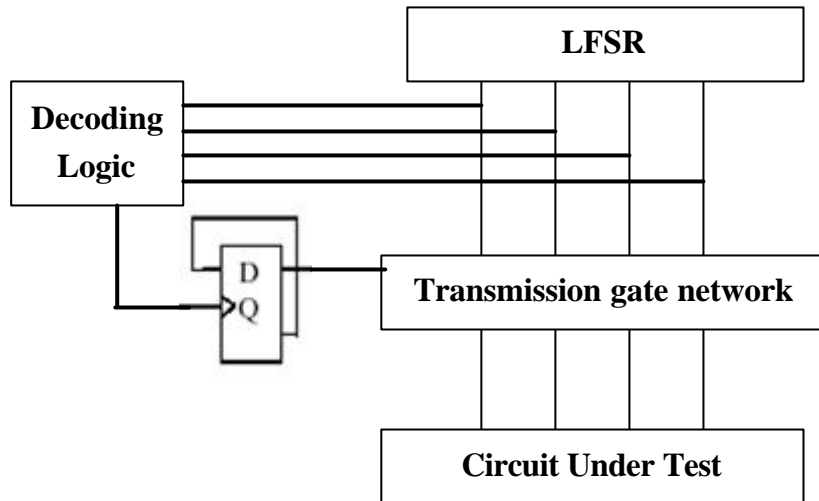 LFSR
Decoding
Logic
D
Q
Transmission gate network
Circuit Under Test